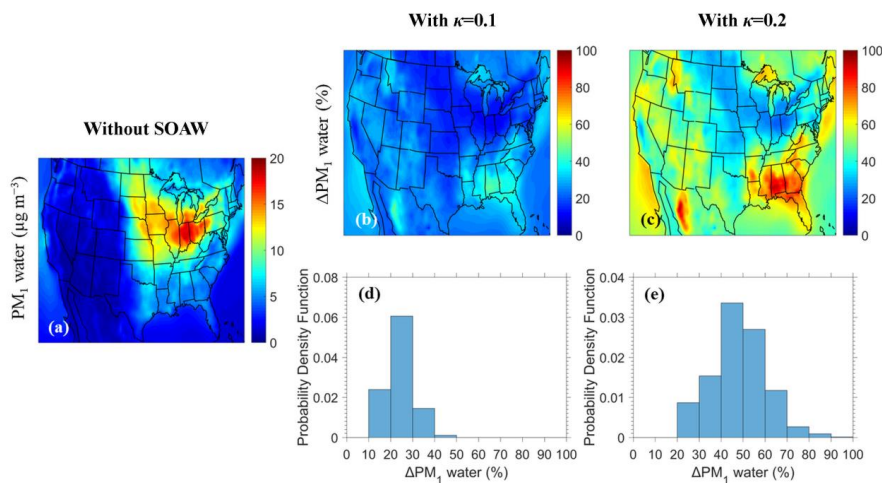 With κ=0.1
With κ=0.2
Without SOAW
PM₁ water (µg m⁻³)
(a)
20
15
10
5
0
ΔPM₁ water (%)
(b)
100
80
60
40
20
0
(c)
100
80
60
40
20
0
Probability Density Function
0.08
0.06
0.04
0.02
0
(d)
0 10 20 30 40 50 60 70 80 90 100
ΔPM₁ water (%)
Probability Density Function
0.04
0.03
0.02
0.01
0
(e)
0 10 20 30 40 50 60 70 80 90 100
ΔPM₁ water (%)